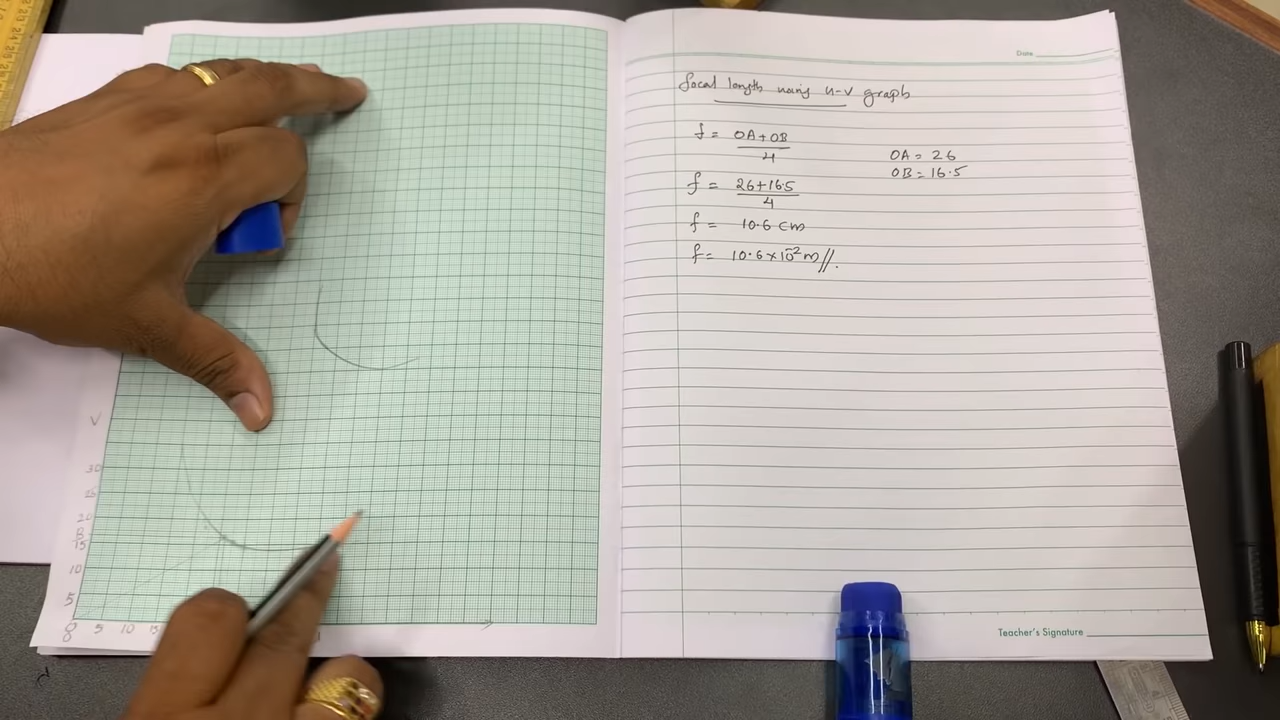 V
30
25
20
B
15
10
5
0
5 10 15
Date
focal length using u-v graph
f = OA+OB
4
OA = 26
OB = 16.5
f = 26+16.5
4
f = 10.6 cm
f = 10.6×10⁻² m//.
Teacher's Signature